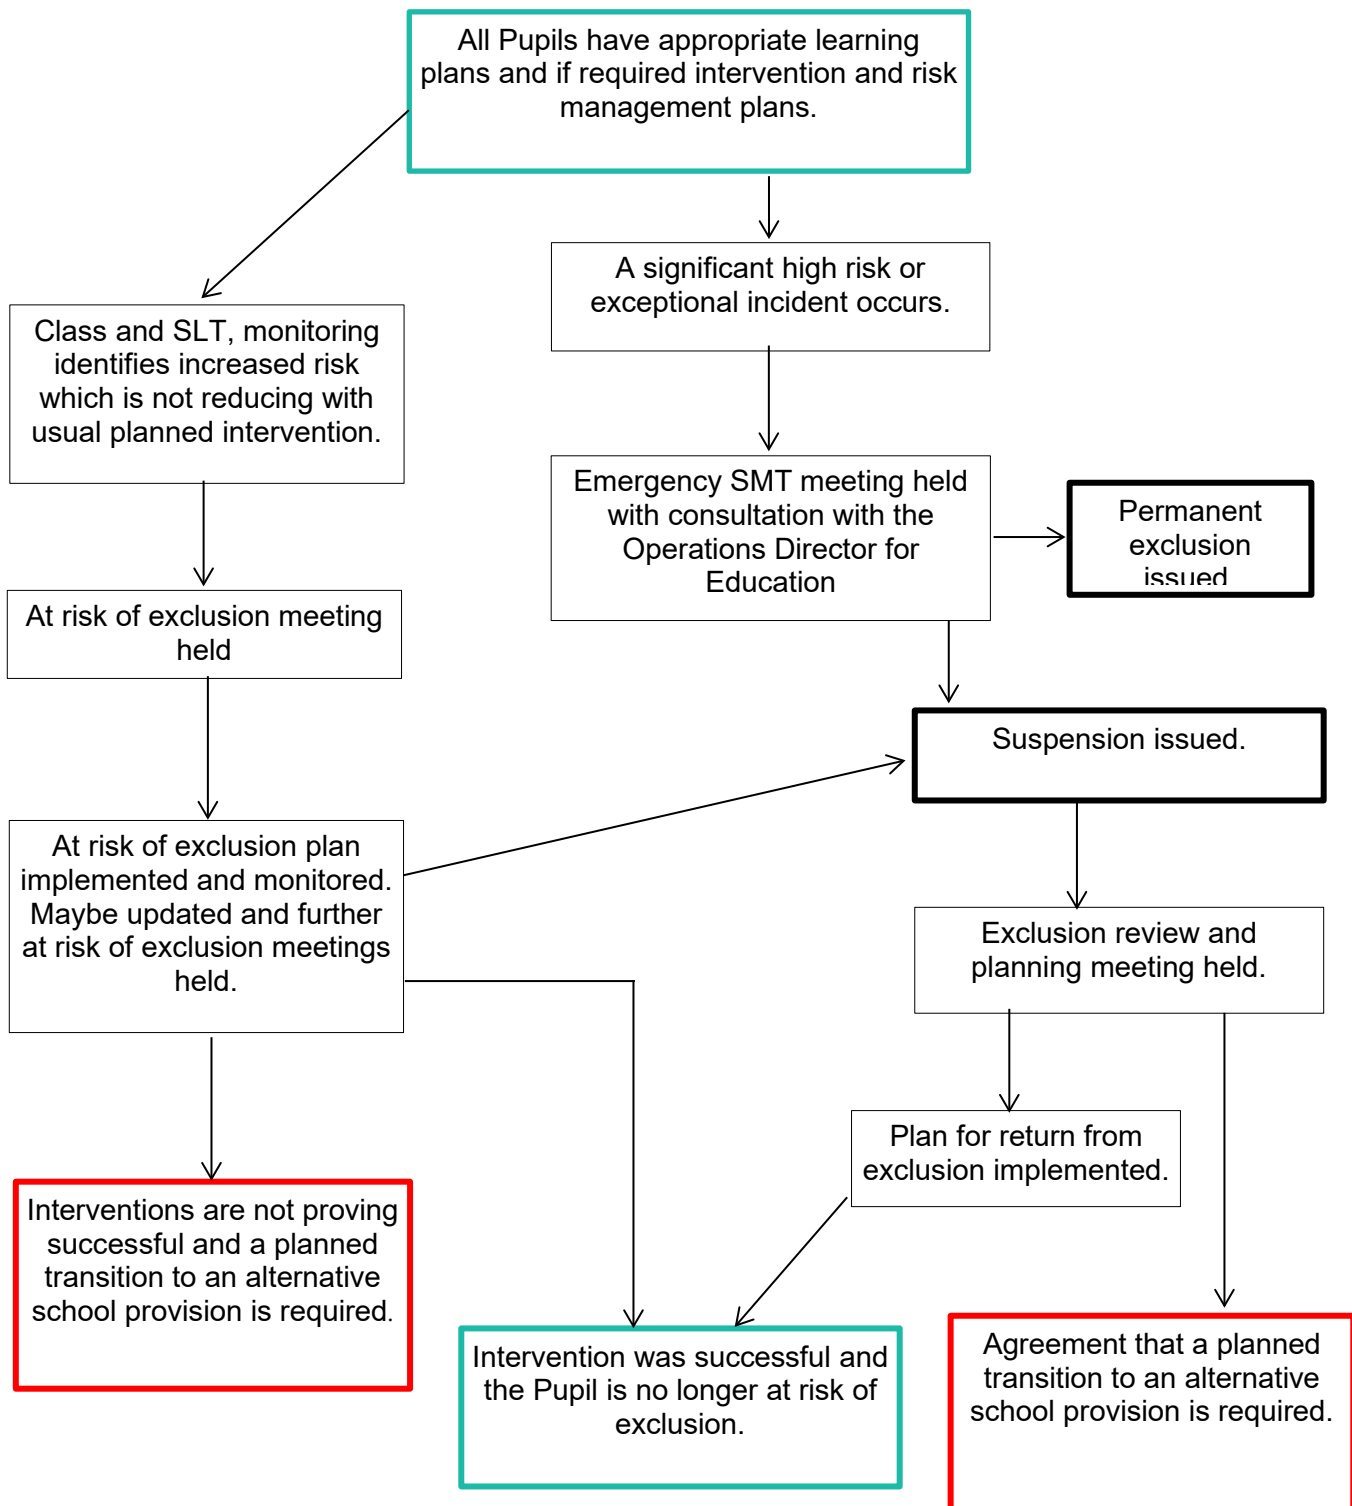 All Pupils have appropriate learning
plans and if required intervention and risk
management plans.
A significant high risk or
exceptional incident occurs.
Class and SLT, monitoring
identifies increased risk
which is not reducing with
usual planned intervention.
Emergency SMT meeting held
with consultation with the
Operations Director for
Education
Permanent
exclusion
issued
At risk of exclusion meeting
held
Suspension issued.
At risk of exclusion plan
implemented and monitored.
Maybe updated and further
at risk of exclusion meetings
held.
Exclusion review and
planning meeting held.
Plan for return from
exclusion implemented.
Interventions are not proving
successful and a planned
transition to an alternative
school provision is required.
Intervention was successful and
the Pupil is no longer at risk of
exclusion.
Agreement that a planned
transition to an alternative
school provision is required.